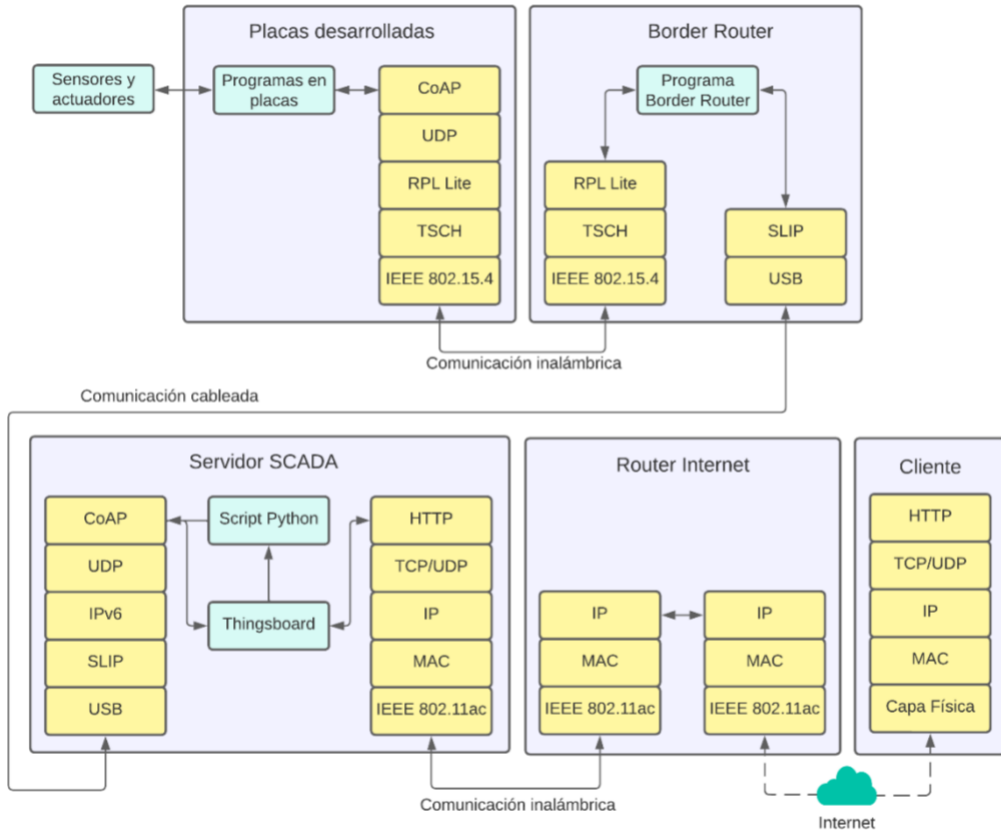 Placas desarrolladas
Sensores y
actuadores
Programas en
placas
CoAP
UDP
RPL Lite
TSCH
IEEE 802.15.4
Border Router
Programa
Border Router
RPL Lite
TSCH
IEEE 802.15.4
SLIP
USB
Comunicación inalámbrica
Comunicación cableada
Servidor SCADA
CoAP
UDP
IPv6
SLIP
USB
Script Python
Thingsboard
HTTP
TCP/UDP
IP
MAC
IEEE 802.11ac
Router Internet
IP
MAC
IEEE 802.11ac
IP
MAC
IEEE 802.11ac
Cliente
HTTP
TCP/UDP
IP
MAC
Capa Física
Comunicación inalámbrica
Internet